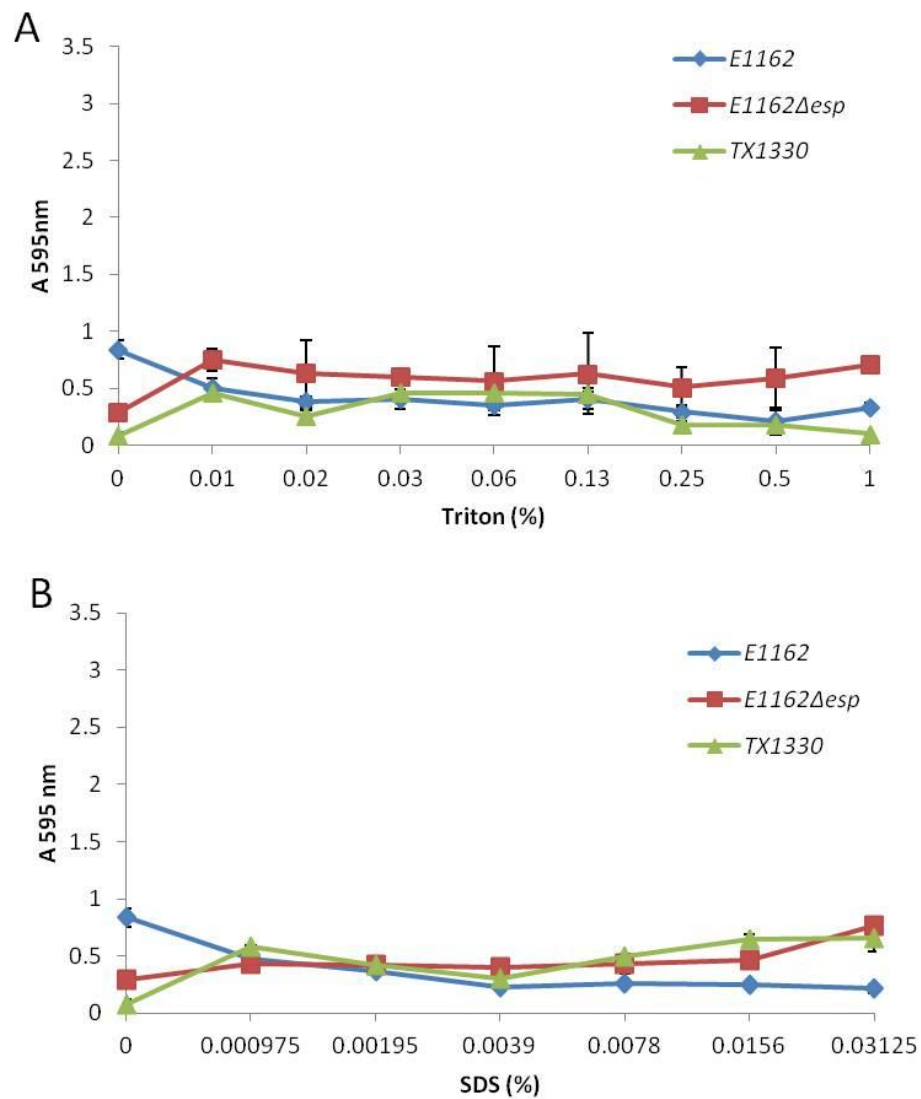 A
3.5
3
2.5
2
1.5
1
0.5
0
A 595nm
E1162
E1162Δesp
TX1330
0 0.01 0.02 0.03 0.06 0.13 0.25 0.5 1
Triton (%)
B
3.5
3
2.5
2
1.5
1
0.5
0
A 595 nm
E1162
E1162Δesp
TX1330
0 0.000975 0.00195 0.0039 0.0078 0.0156 0.03125
SDS (%)